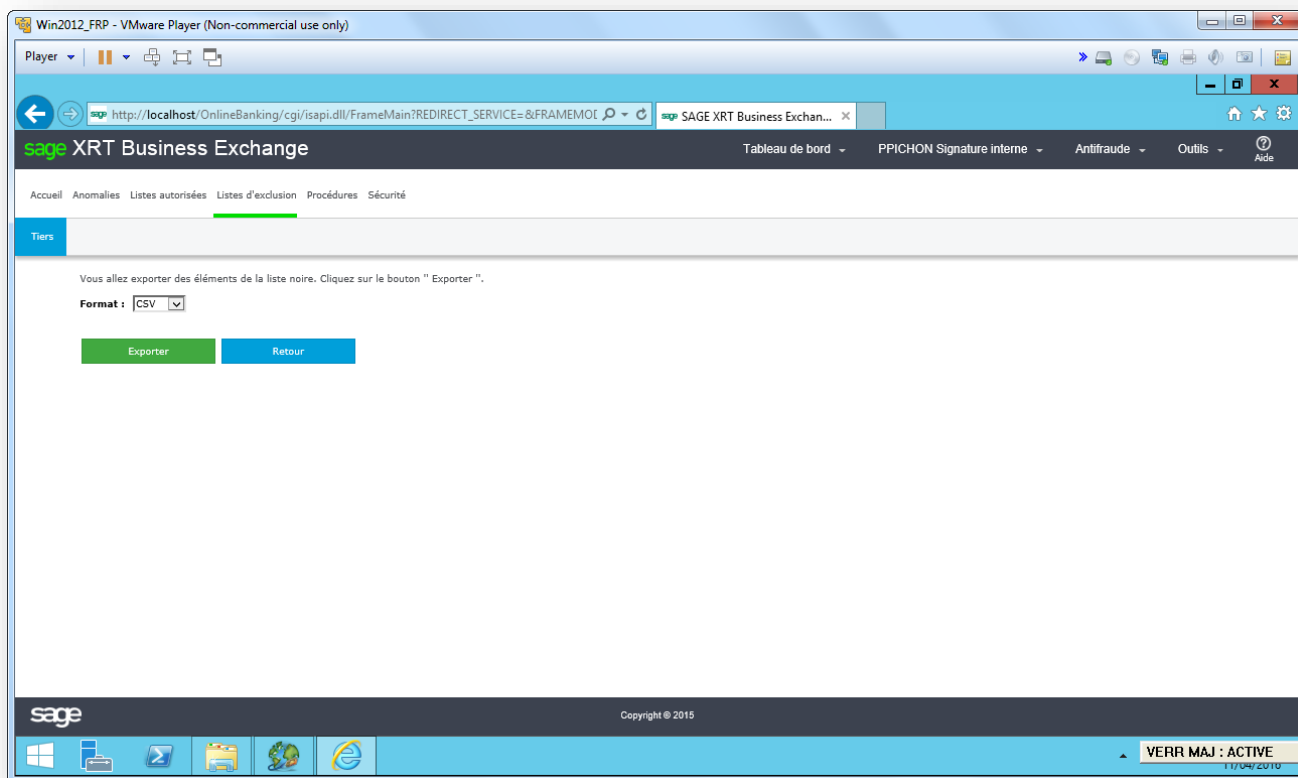 Win2012_FRP - VMware Player (Non-commercial use only)
Player
http://localhost/OnlineBanking/cgi/isapi.dll/FrameMain?REDIRECT_SERVICE=&FRAMEMOD
SAGE XRT Business Exchan...
sage XRT Business Exchange
Tableau de bord
PPICHON Signature interne
Antifraude
Outils
Aide
Accueil Anomalies Listes autorisées Listes d'exclusion Procédures Sécurité
Tiers
Vous allez exporter des éléments de la liste noire. Cliquez sur le bouton " Exporter ".
Format : CSV
Exporter Retour
sage
Copyright © 2015
VERR MAJ : ACTIVE
11/04/2016